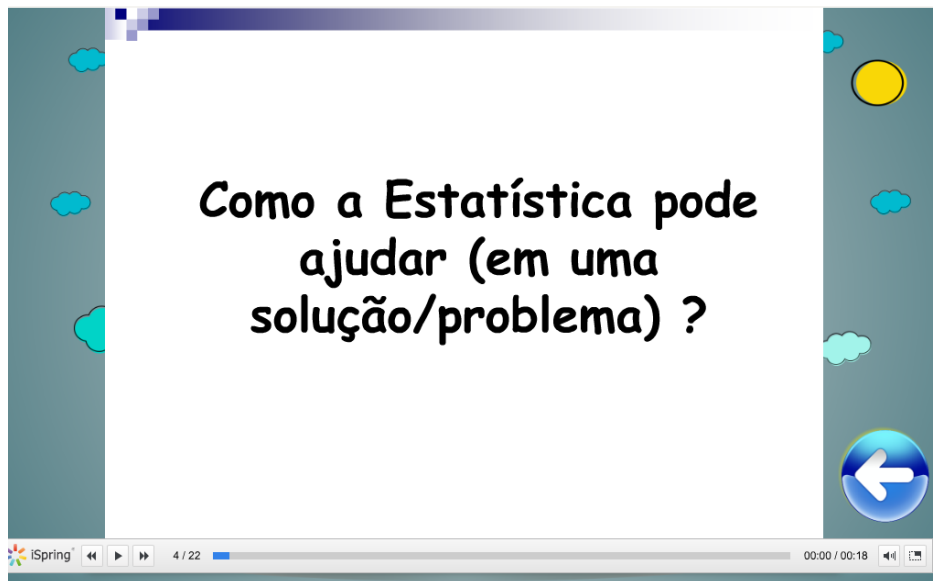 Como a Estatística pode
ajudar (em uma
solução/problema) ?
iSpring 4 / 22 00:00 / 00:18